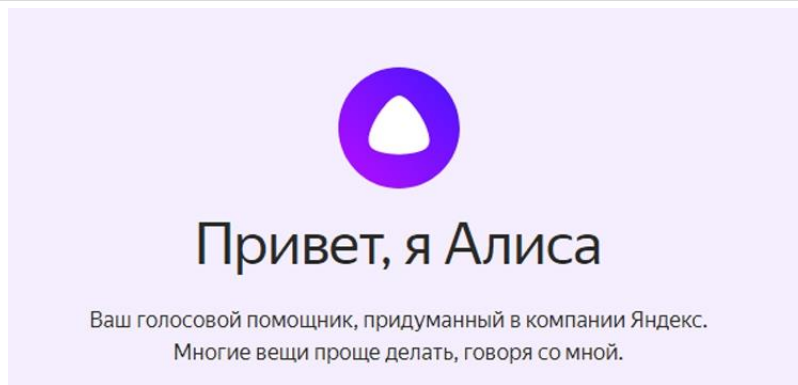 Привет, я Алиса
Ваш голосовой помощник, придуманный в компании Яндекс.
Многие вещи проще делать, говоря со мной.